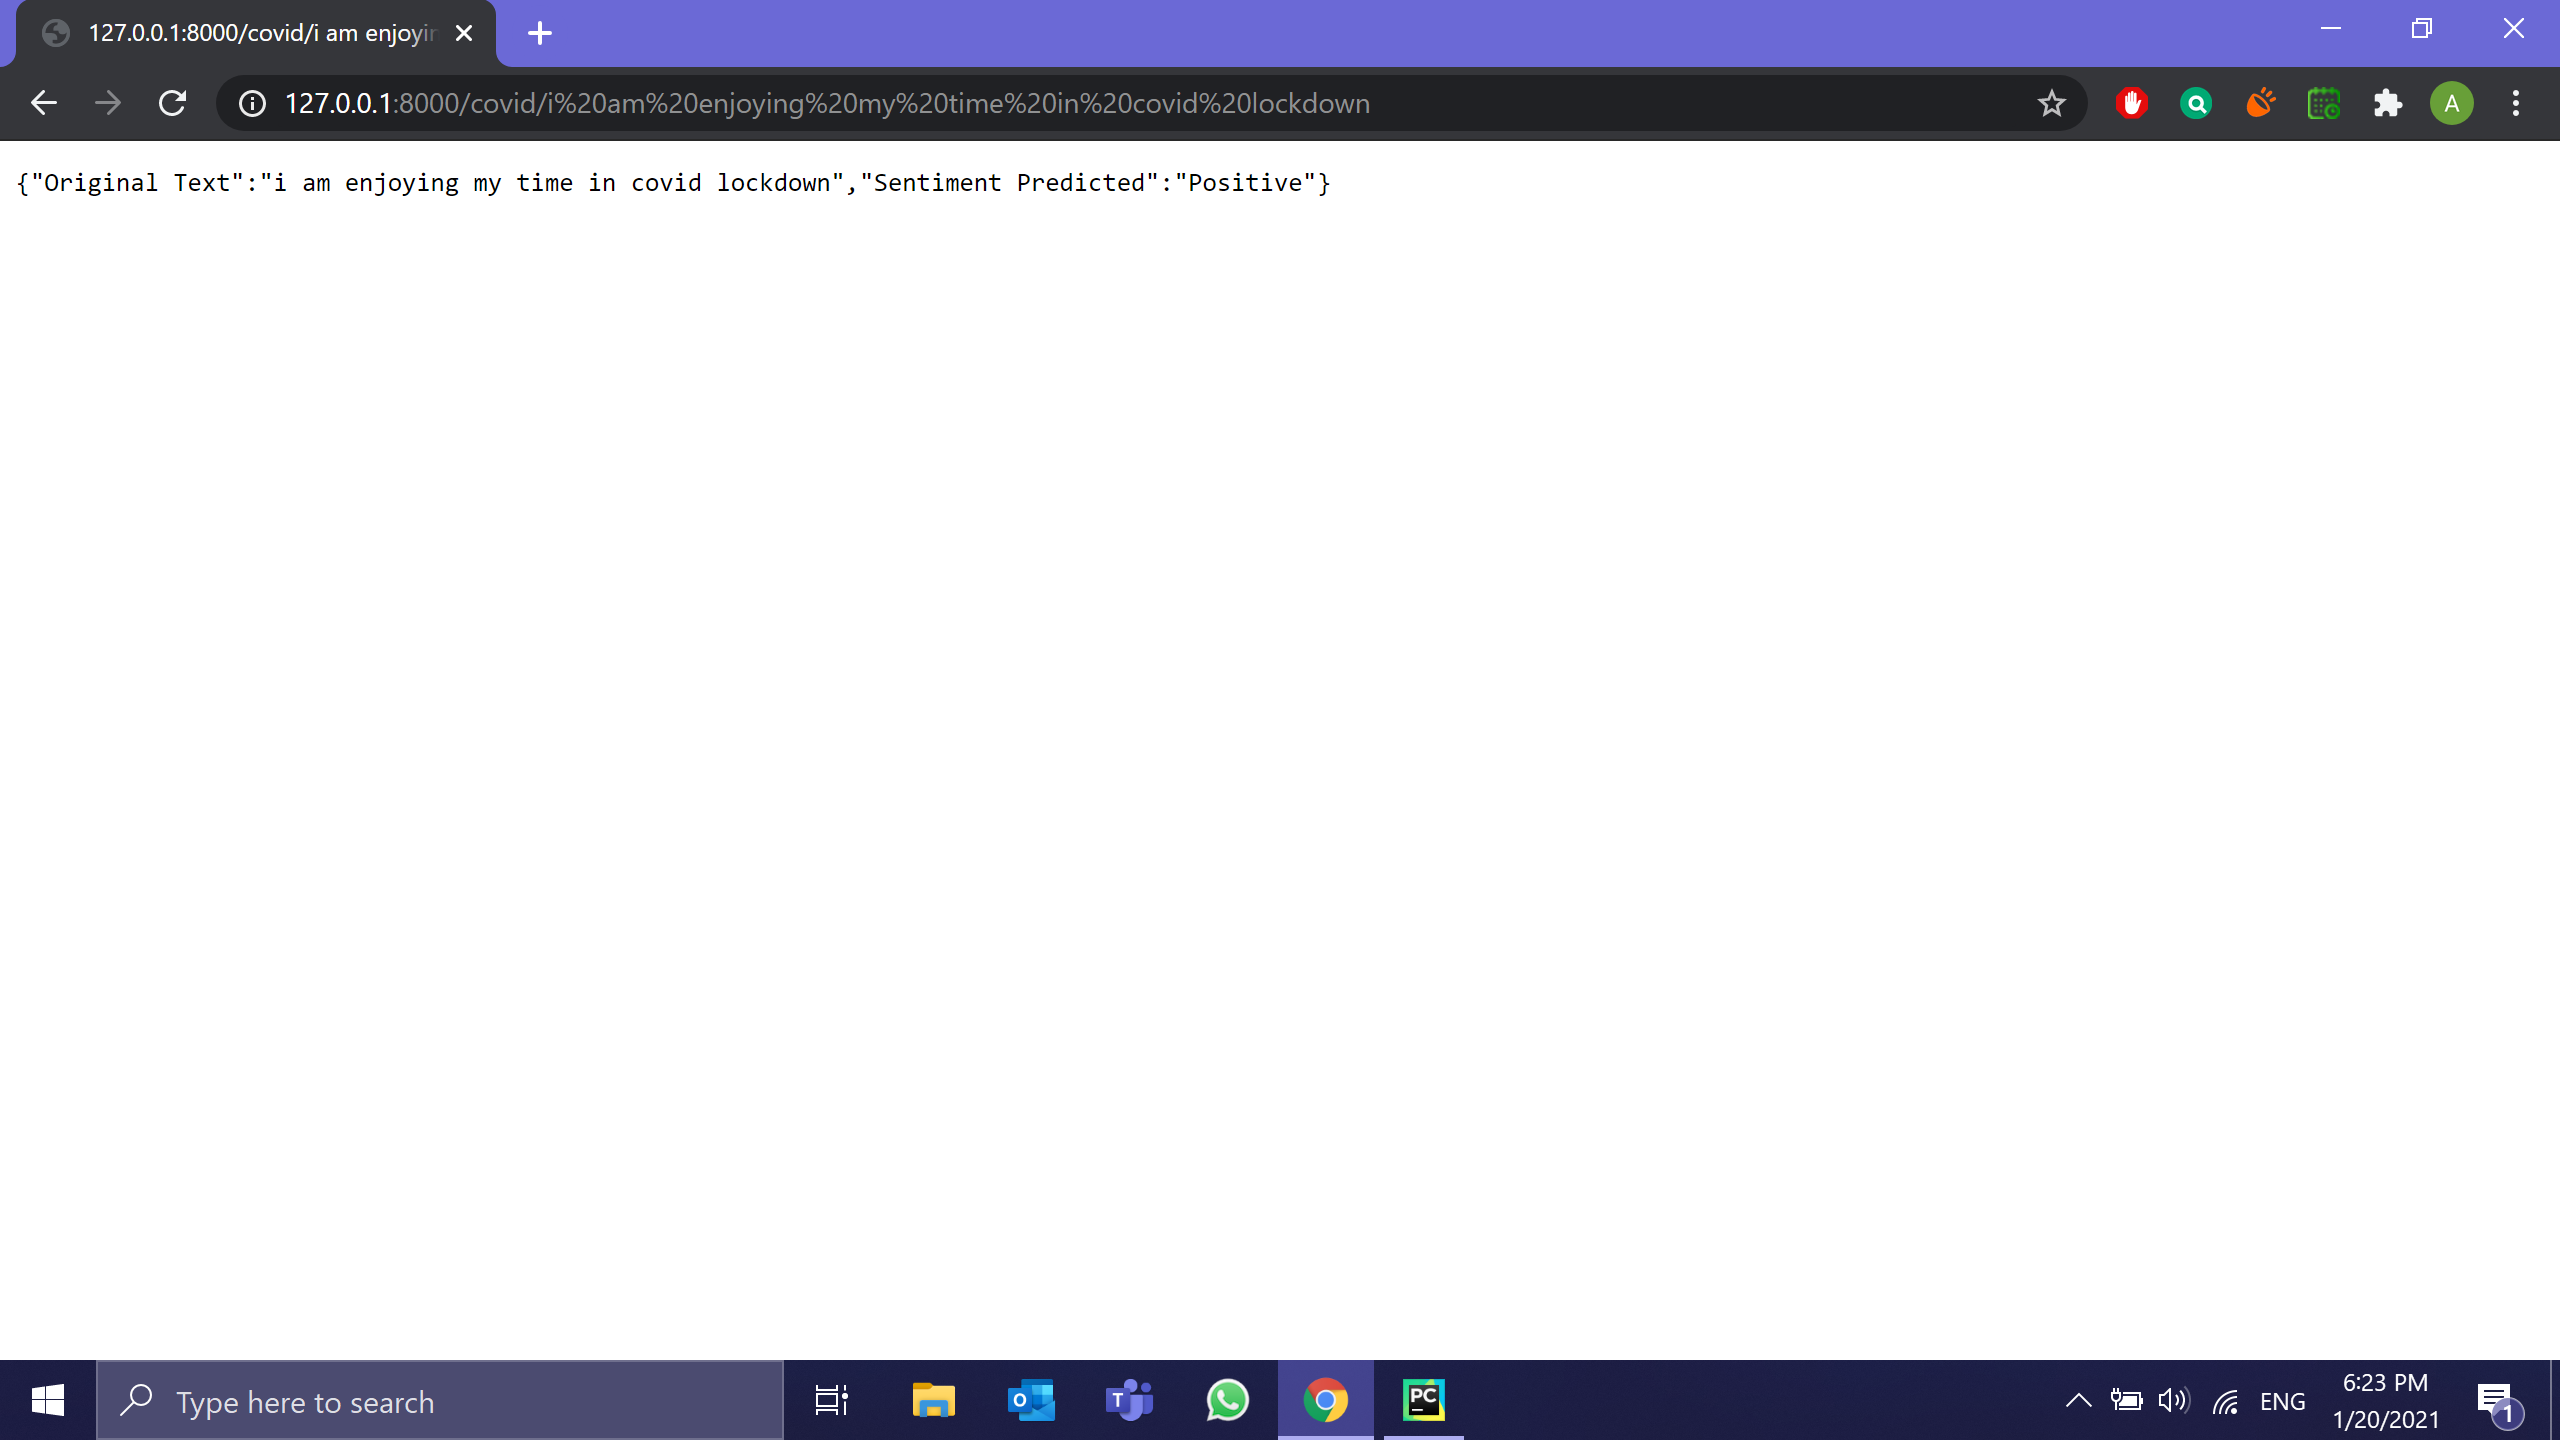 127.0.0.1:8000/covid/i am enjoyin
127.0.0.1:8000/covid/i%20am%20enjoying%20my%20time%20in%20covid%20lockdown
A
{"Original Text":"i am enjoying my time in covid lockdown","Sentiment Predicted":"Positive"}
Type here to search
O
T
PC
ENG
6:23 PM
1/20/2021
1